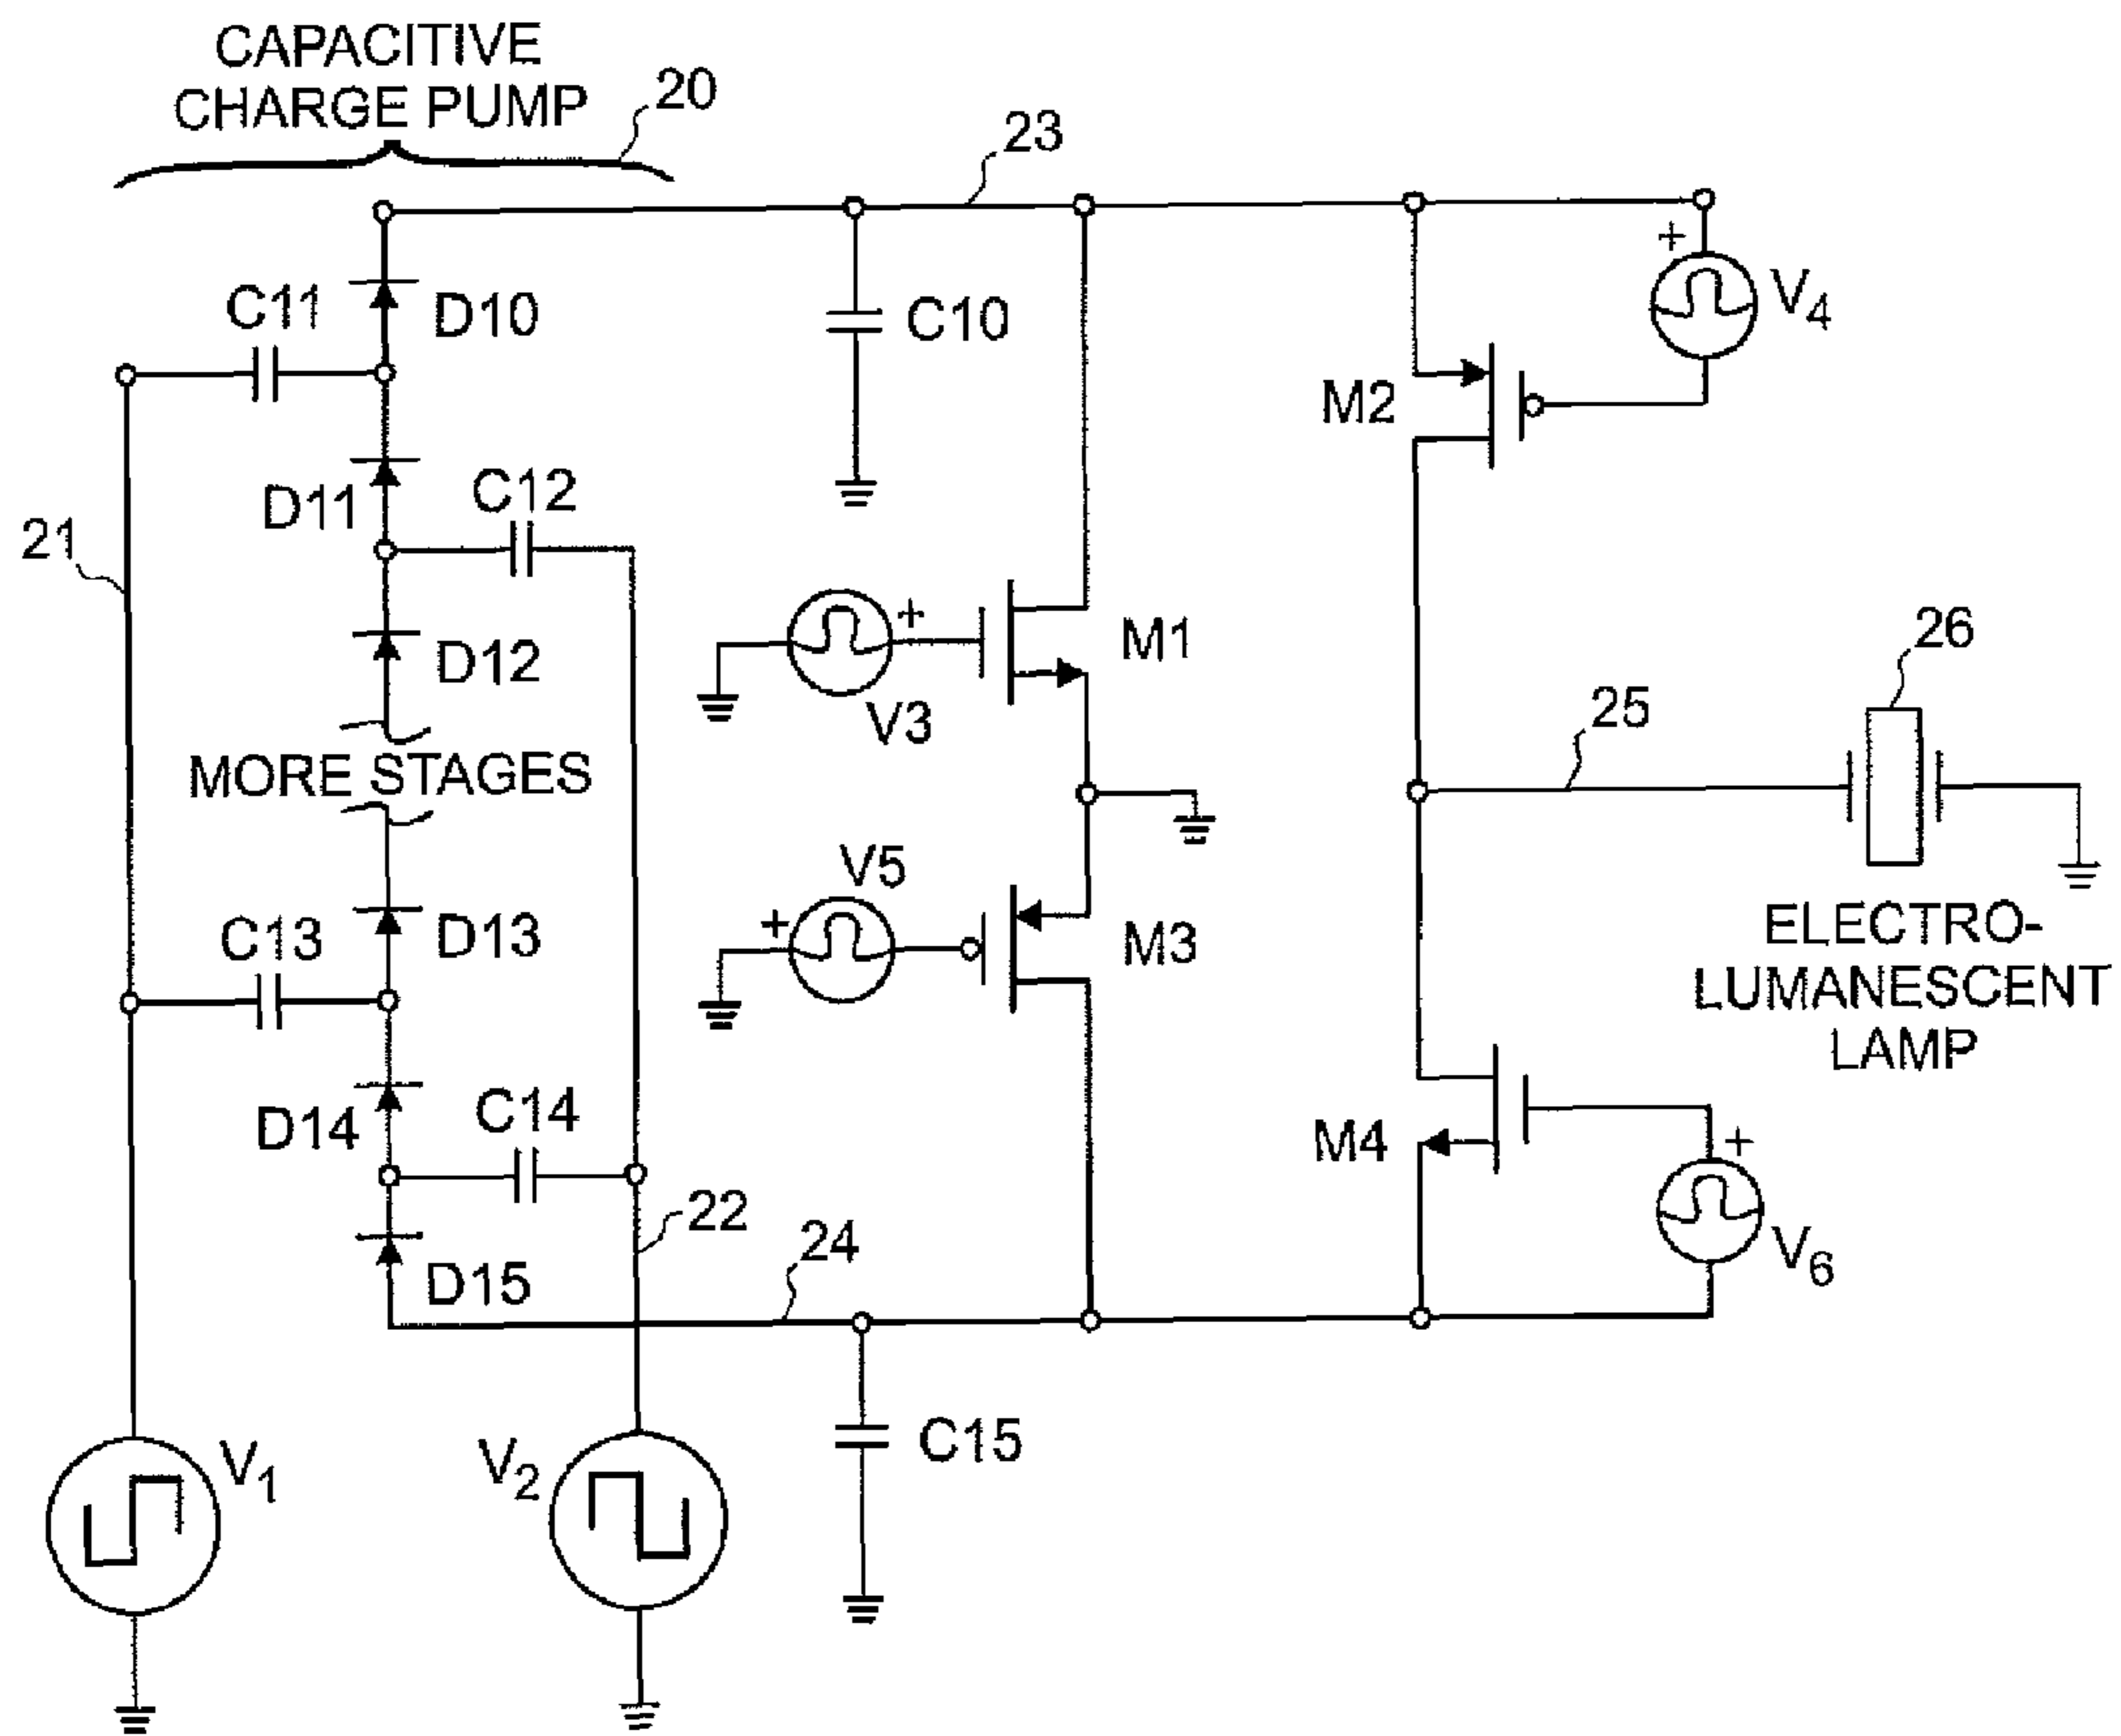 CAPACITIVE
CHARGE PUMP
20
23
C11
D10
C10
+
V4
M2
D11
C12
21
D12
+
M1
V3
26
25
MORE STAGES
V5
+
C13
D13
M3
ELECTRO-
LUMANESCENT
LAMP
D14
C14
M4
+
22
24
V6
D15
C15
V1
V2